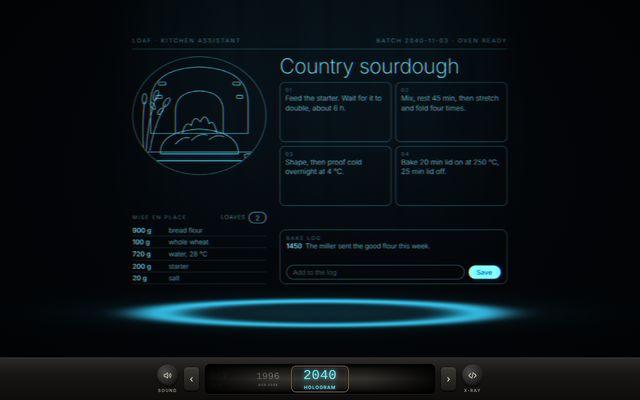 LOAF · KITCHEN ASSISTANT
BATCH 2040-11-03 · OVEN READY
Country sourdough
01
Feed the starter. Wait for it to
double, about 6 h.
02
Mix, rest 45 min, then stretch
and fold four times.
03
Shape, then proof cold
overnight at 4 °C.
04
Bake 20 min lid on at 250 °C,
25 min lid off.
MISE EN PLACE
LOAVES 2
900 g bread flour
100 g whole wheat
720 g water, 28 °C
200 g starter
20 g salt
BAKE LOG
1450 The miller sent the good flour this week.
Add to the log
Save
SOUND
1996
2040
HOLOGRAM
X-RAY